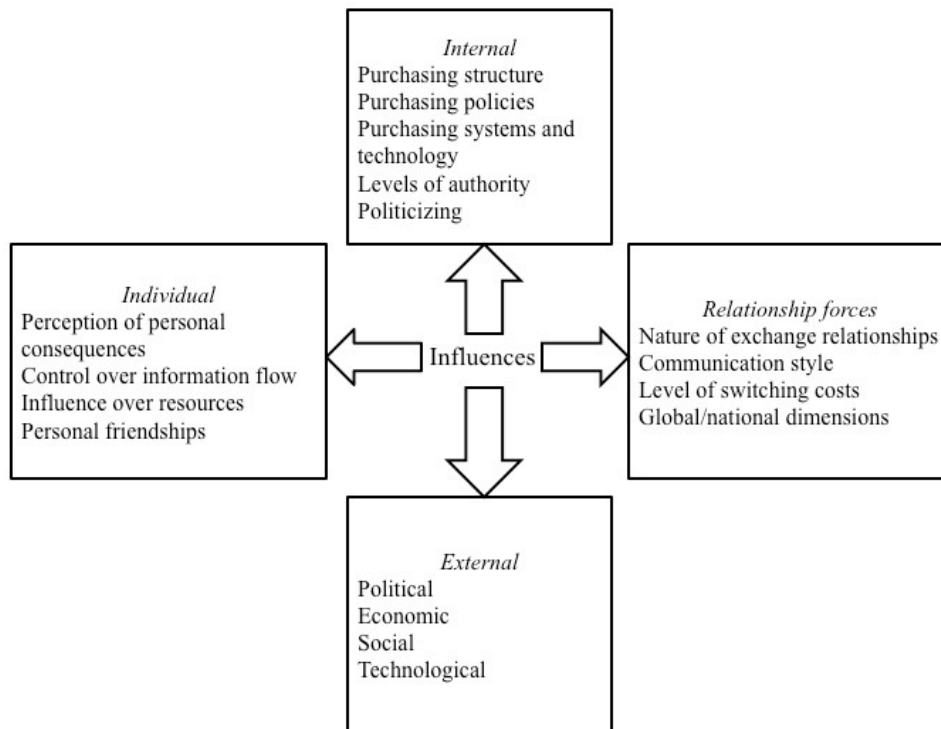 Internal
Purchasing structure
Purchasing policies
Purchasing systems and
technology
Levels of authority
Politicizing
Individual
Perception of personal
consequences
Control over information flow
Influence over resources
Personal friendships
Influences
Relationship forces
Nature of exchange relationships
Communication style
Level of switching costs
Global/national dimensions
External
Political
Economic
Social
Technological